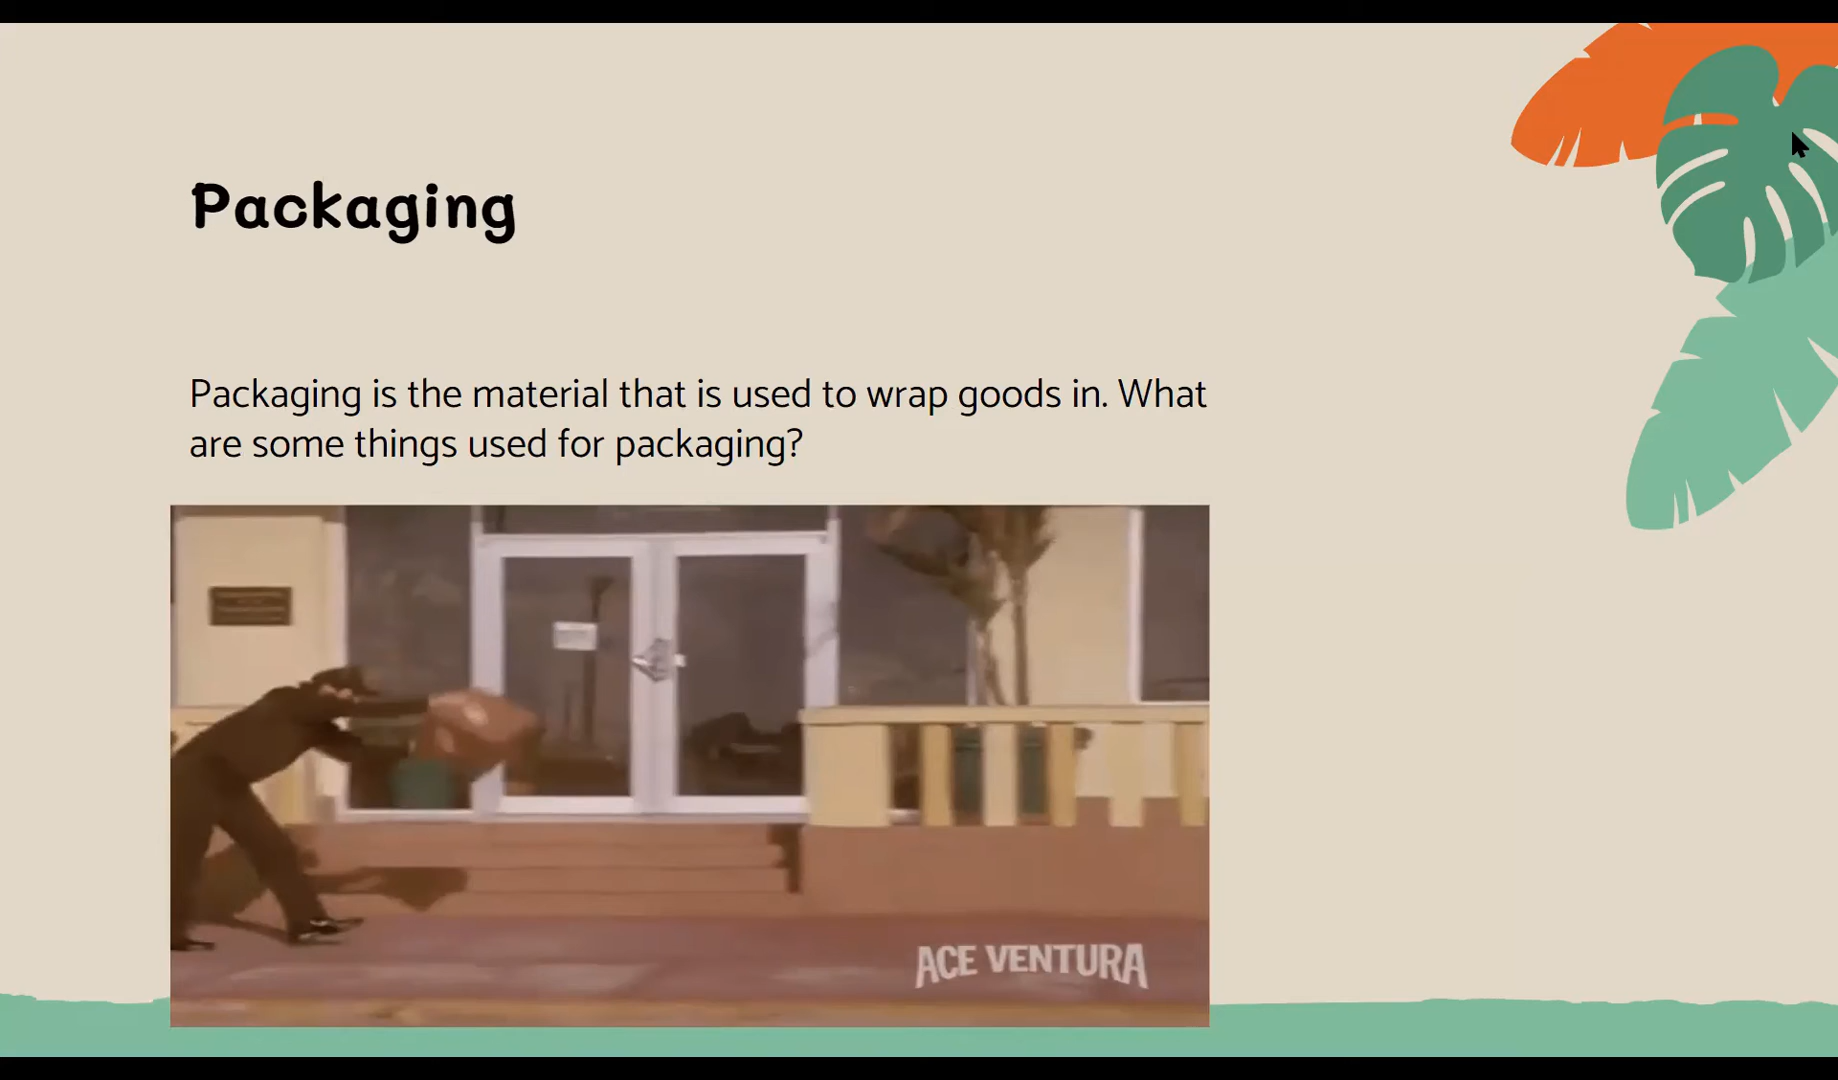 Packaging
Packaging is the material that is used to wrap goods in. What
are some things used for packaging?
ACE VENTURA